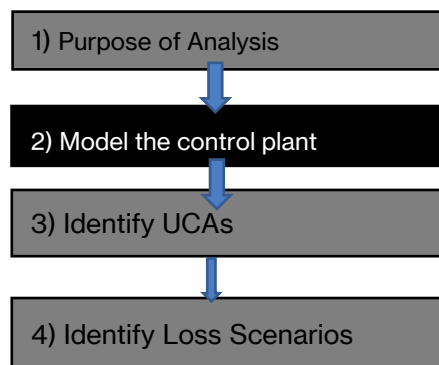 1) Purpose of Analysis
2) Model the control plant
3) Identify UCAs
4) Identify Loss Scenarios